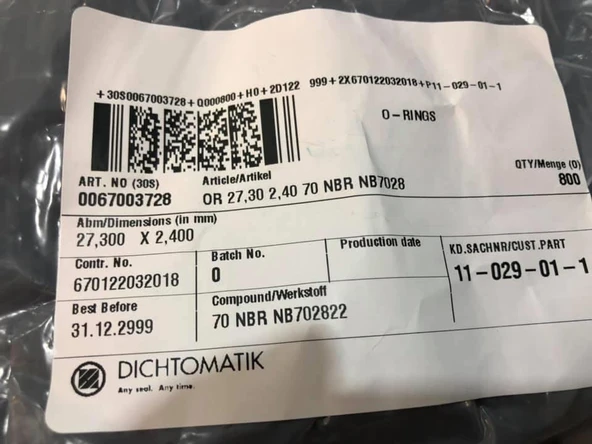 +30S0067003728+Q000800+H0+2D122 999+2X670122032018+P11-029-01-1
O-RINGS
ART. NO (30S) Article/Artikel QTY/Menge (Q)
0067003728 OR 27,30 2,40 70 NBR NB7028 800
Abm/Dimensions (in mm)
27,300 X 2,400
Contr. No. Batch No. Production date KD.SACHNR/CUST.PART
670122032018 0 11-029-01-1
Best Before Compound/Werkstoff
31.12.2999 70 NBR NB702822
DICHTOMATIK
Any seal. Any time.